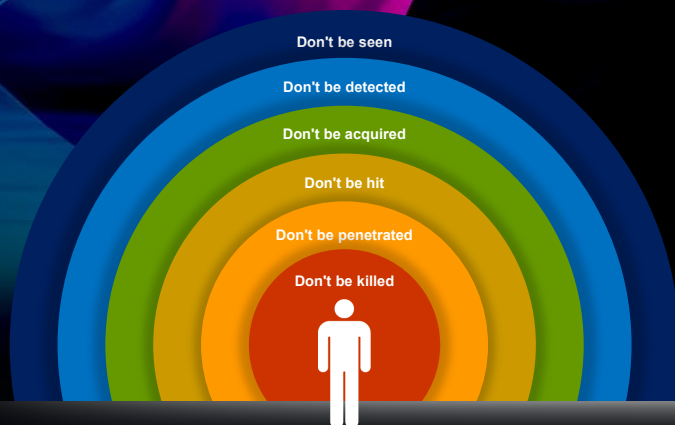 Don't be seen
Don't be detected
Don't be acquired
Don't be hit
Don't be penetrated
Don't be killed